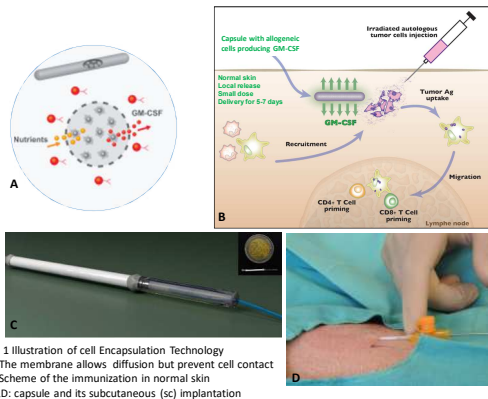 GM-CSF
Nutrients
A
B
Irradiated autologous
tumor cells injection
Capsule with allogeneic
cells producing GM-CSF
Normal skin
Local release
Small dose
Delivery for 5-7 days
GM-CSF
Tumor Ag
uptake
Recruitment
Migration
CD4+ T Cell
priming
CD8+ T Cell
priming
Lymphe node
C
D
1 Illustration of cell Encapsulation Technology
The membrane allows diffusion but prevent cell contact
Scheme of the immunization in normal skin
D: capsule and its subcutaneous (sc) implantation